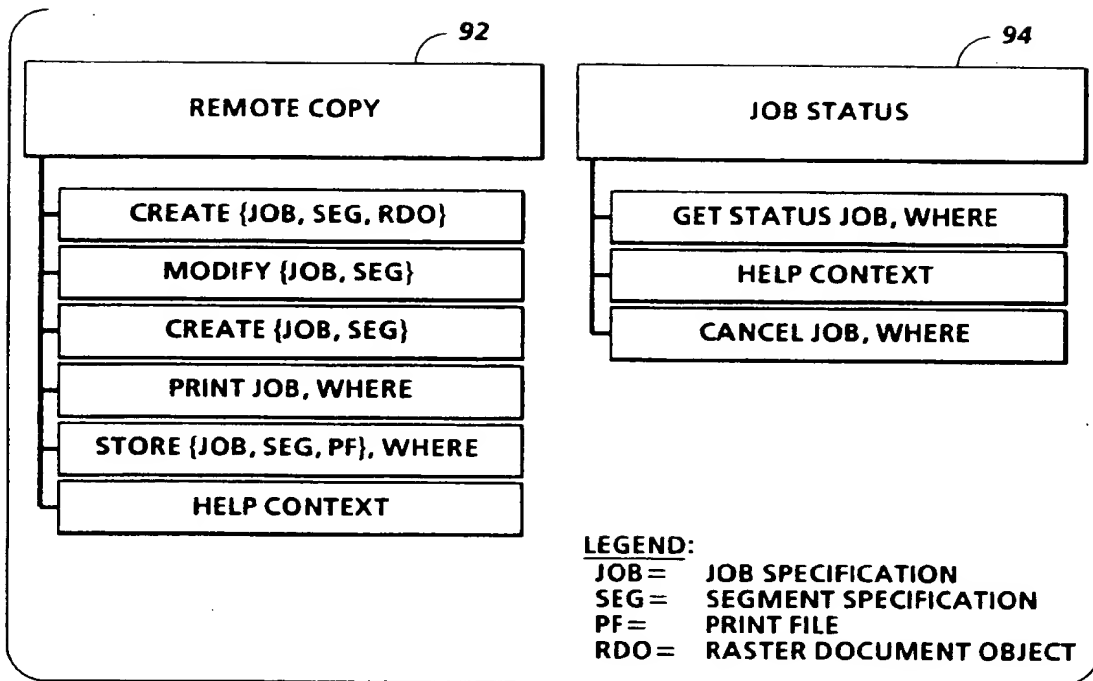 92
REMOTE COPY
CREATE {JOB, SEG, RDO}
MODIFY {JOB, SEG}
CREATE {JOB, SEG}
PRINT JOB, WHERE
STORE {JOB, SEG, PF}, WHERE
HELP CONTEXT
94
JOB STATUS
GET STATUS JOB, WHERE
HELP CONTEXT
CANCEL JOB, WHERE
LEGEND:
JOB = JOB SPECIFICATION
SEG = SEGMENT SPECIFICATION
PF = PRINT FILE
RDO = RASTER DOCUMENT OBJECT